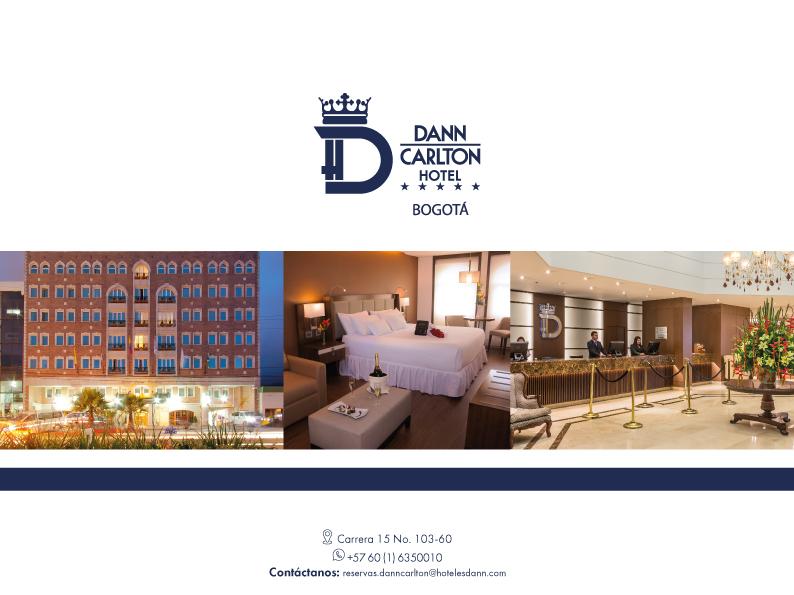 DANN
CARLTON
HOTEL
BOGOTÁ
Carrera 15 No. 103-60
+57 60 (1) 6350010
Contáctanos: reservas.danncarlton@hotelesdann.com